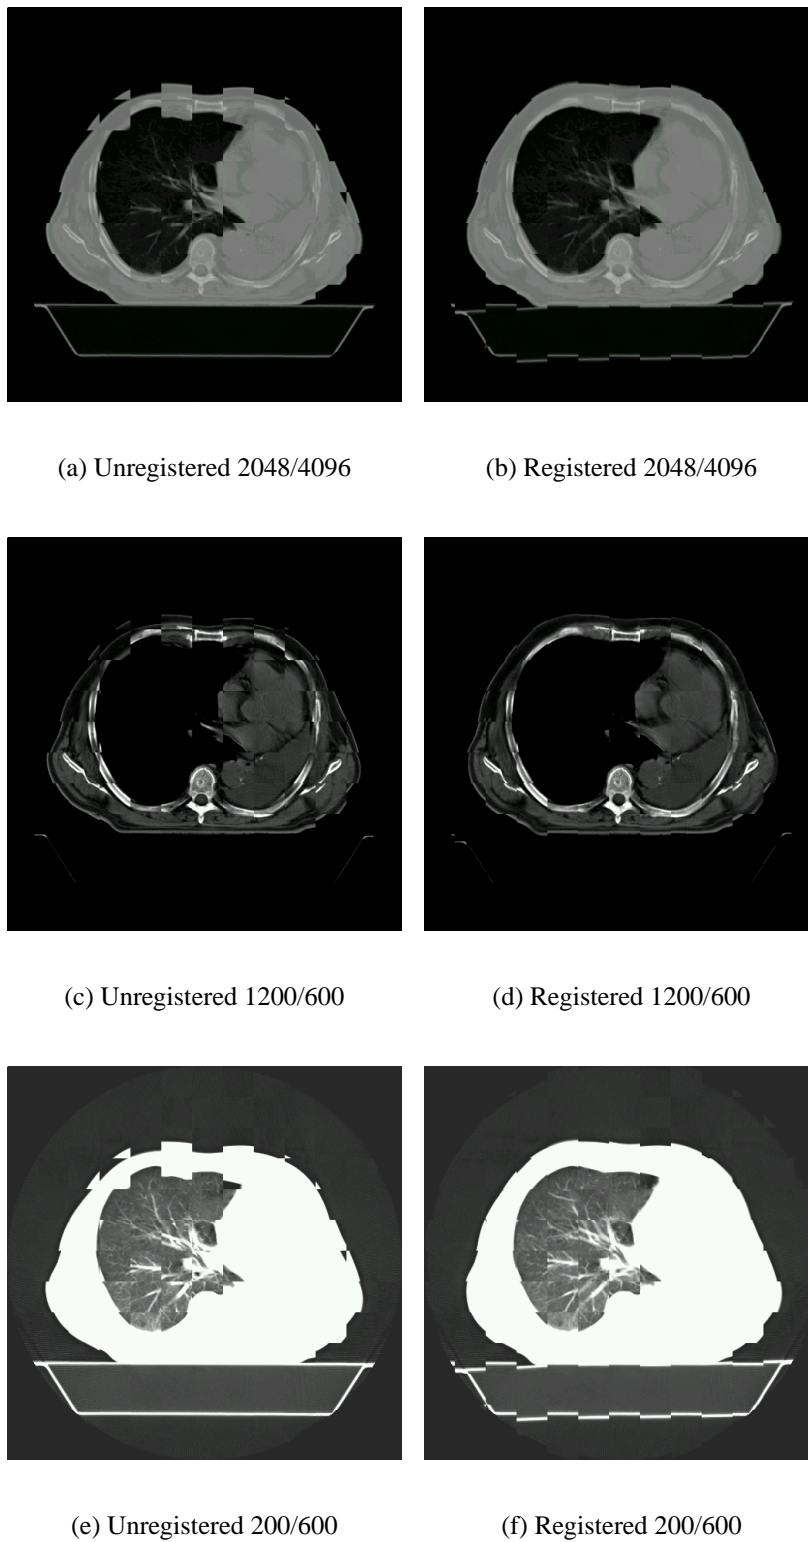 (a) Unregistered 2048/4096
(b) Registered 2048/4096
(c) Unregistered 1200/600
(d) Registered 1200/600
(e) Unregistered 200/600
(f) Registered 200/600